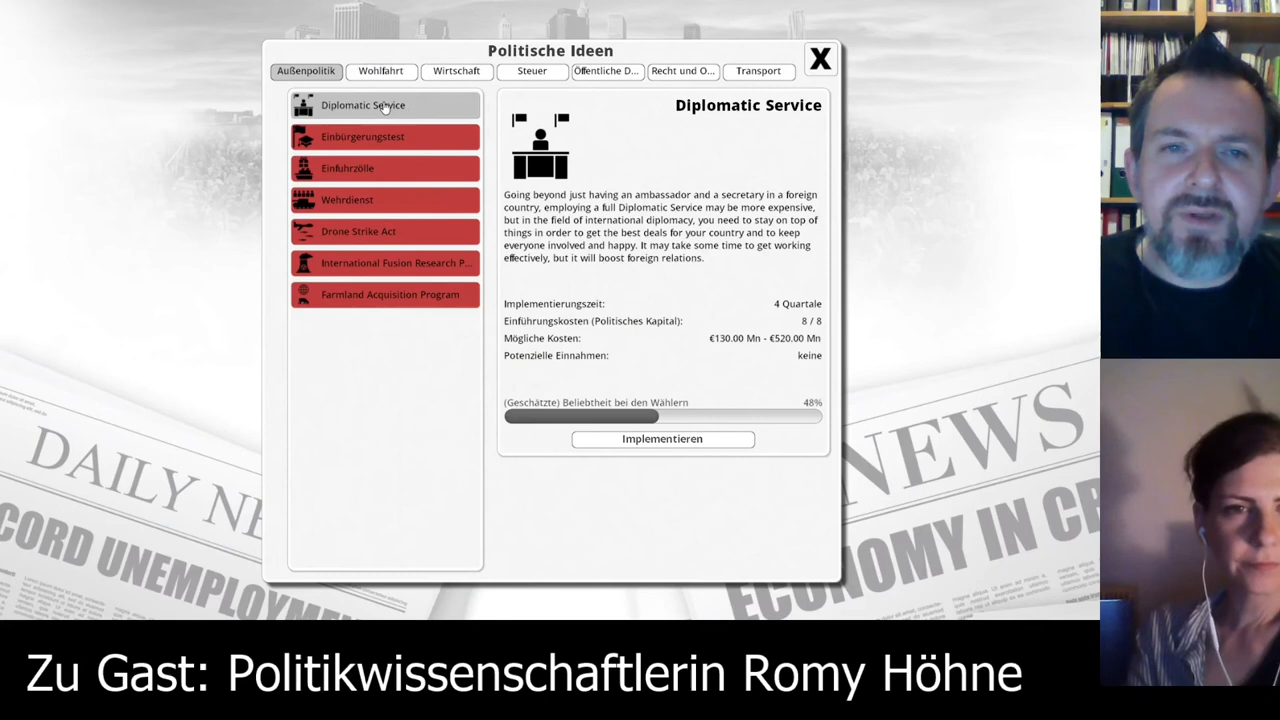 Politische Ideen
X
Außenpolitik
Wohlfahrt
Wirtschaft
Steuer
Öffentliche D...
Recht und O...
Transport
Diplomatic Service
Einbürgerungstest
Einfuhrzölle
Wehrdienst
Drone Strike Act
International Fusion Research P...
Farmland Acquisition Program
Diplomatic Service
Going beyond just having an ambassador and a secretary in a foreign
country, employing a full Diplomatic Service may be more expensive,
but in the field of international diplomacy, you need to stay on top of
things in order to get the best deals for your country and to keep
everyone involved and happy. It may take some time to get working
effectively, but it will boost foreign relations.
Implementierungszeit: 4 Quartale
Einführungskosten (Politisches Kapital): 8 / 8
Mögliche Kosten: €130.00 Mn - €520.00 Mn
Potenzielle Einnahmen: keine
(Geschätzte) Beliebtheit bei den Wählern 48%
Implementieren
DAILY NE
CORD UNEMPLOYME
NEWS
ECONOMY IN CR
Zu Gast: Politikwissenschaftlerin Romy Höhne